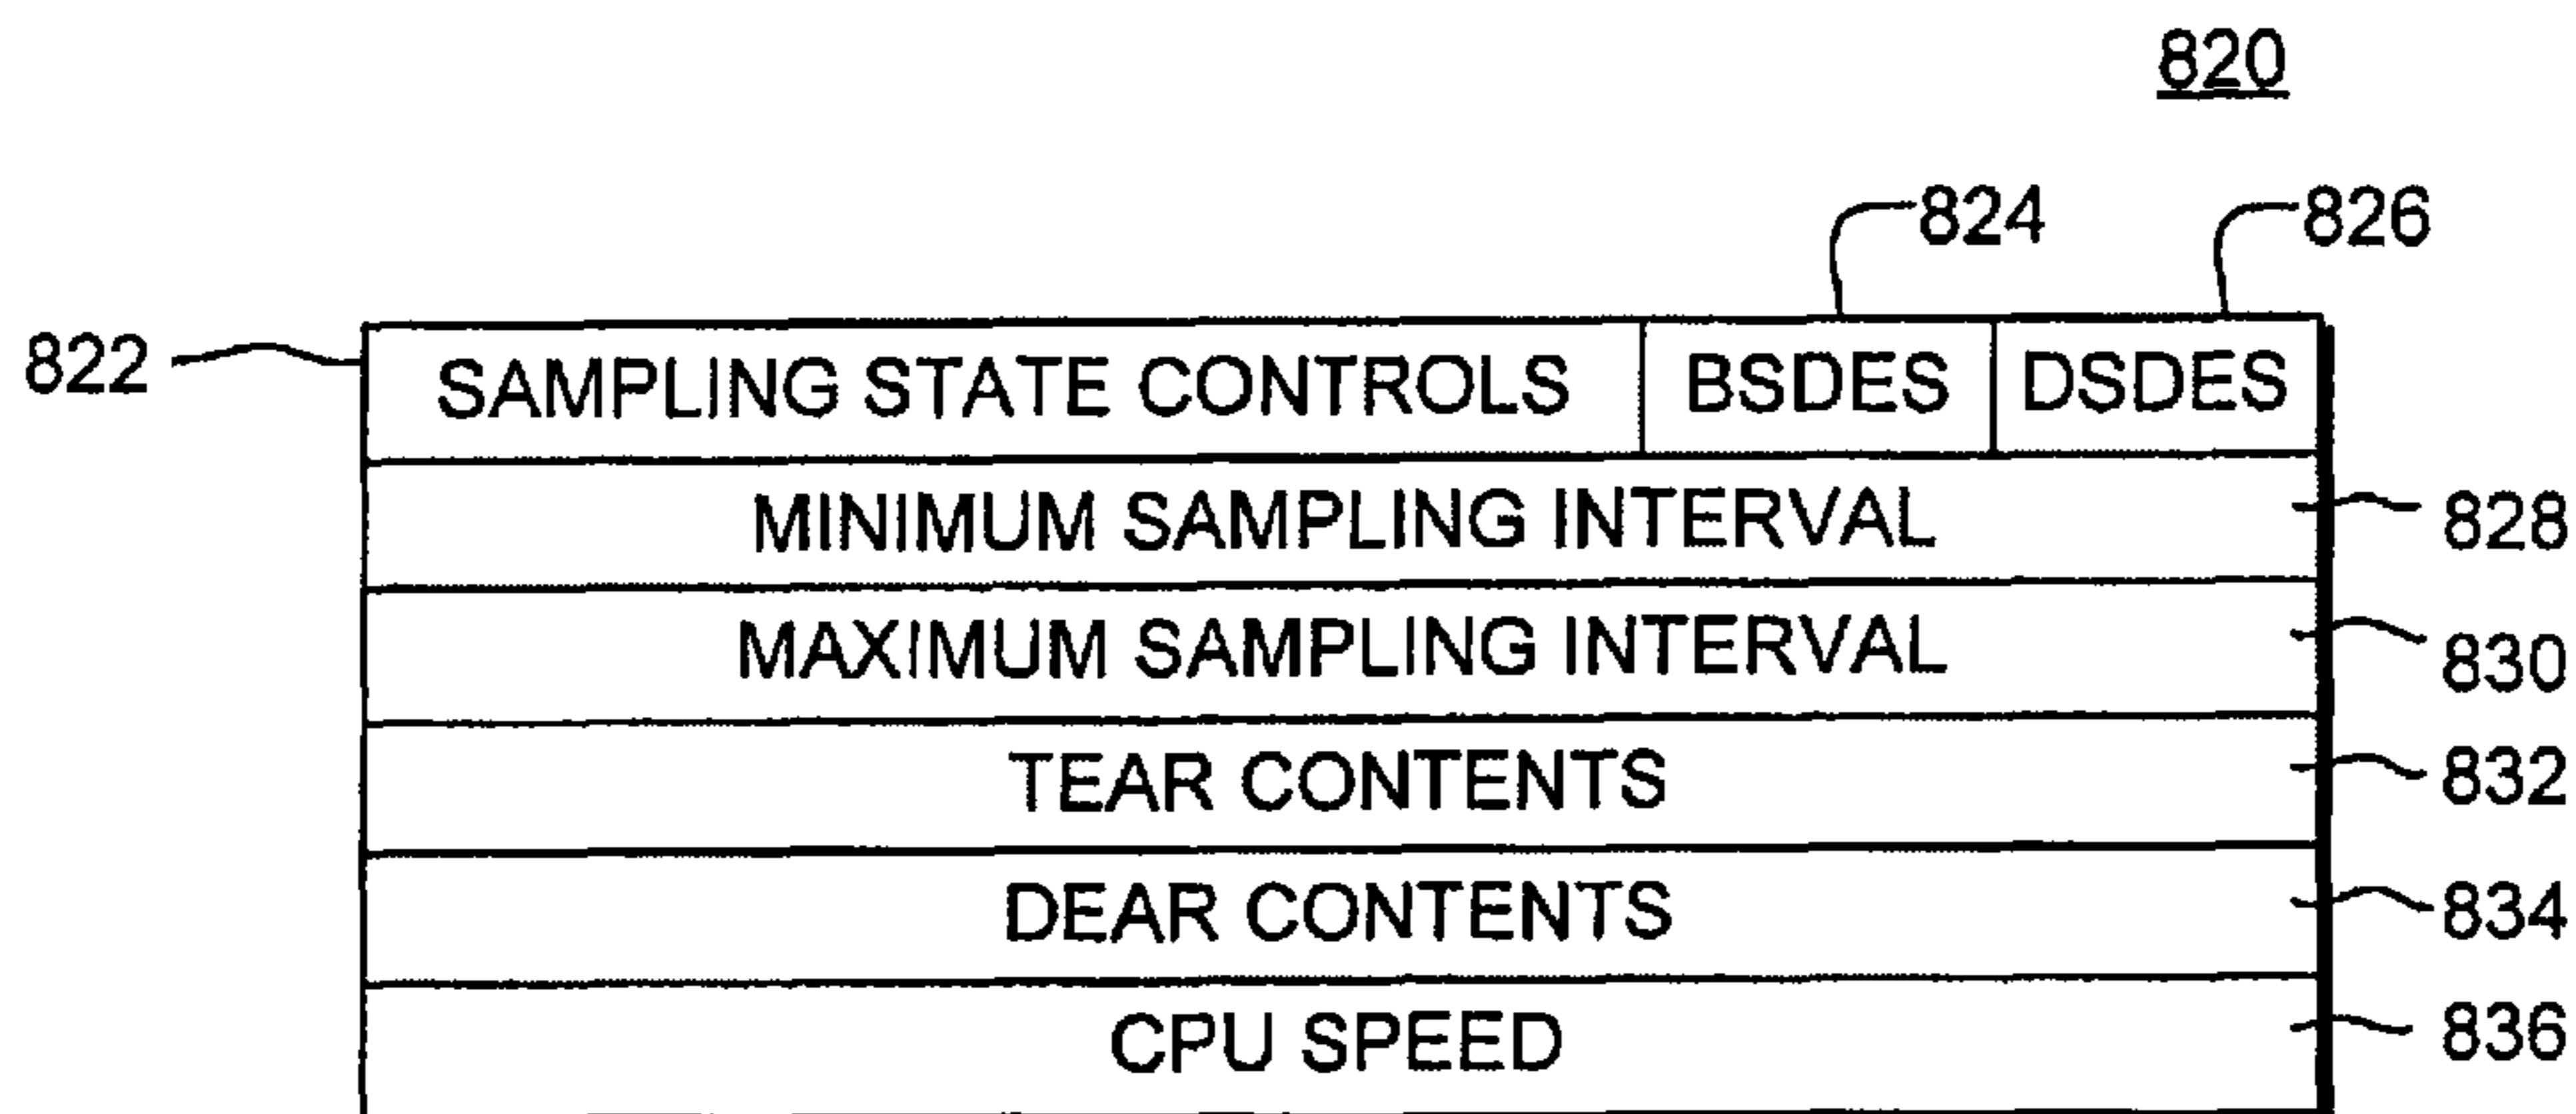 820
824 826
822 SAMPLING STATE CONTROLS BSDES DSDES
MINIMUM SAMPLING INTERVAL 828
MAXIMUM SAMPLING INTERVAL 830
TEAR CONTENTS 832
DEAR CONTENTS 834
CPU SPEED 836